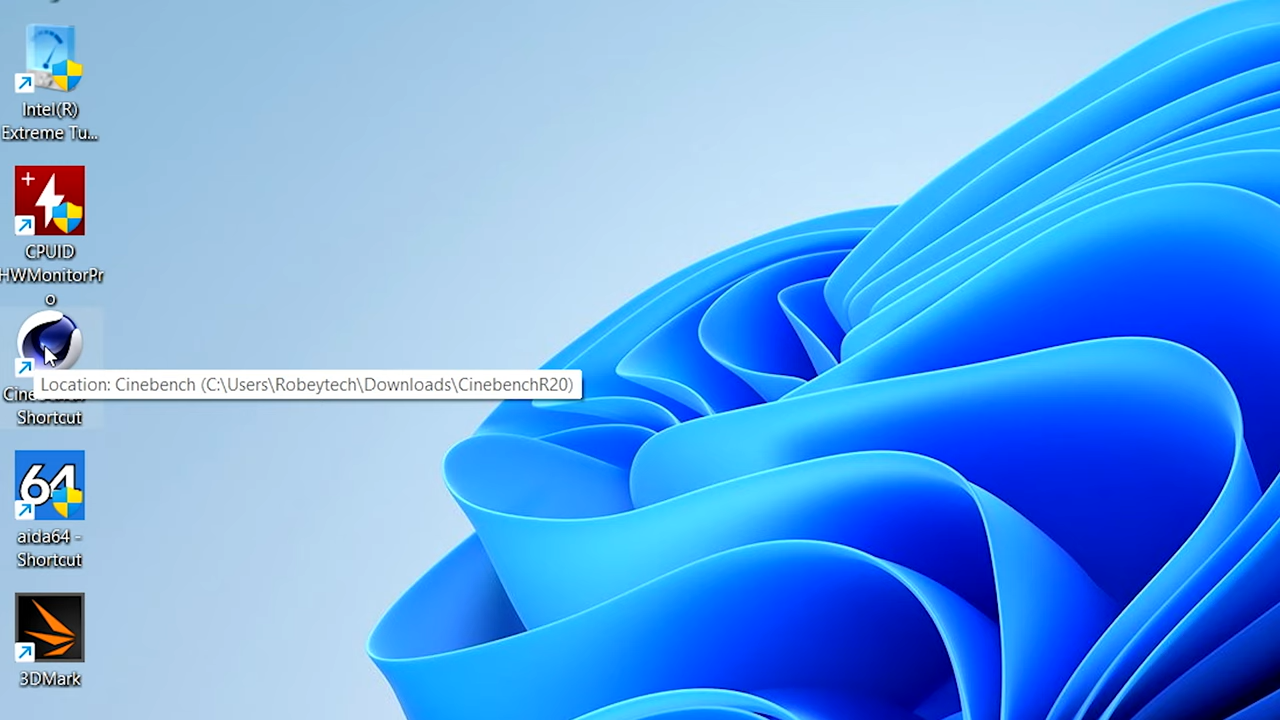 Intel(R)
Extreme Tu...
CPUID
HWMonitorPr
o
Location: Cinebench (C:\Users\Robeytech\Downloads\CinebenchR20)
Shortcut
64
aida64 -
Shortcut
3DMark